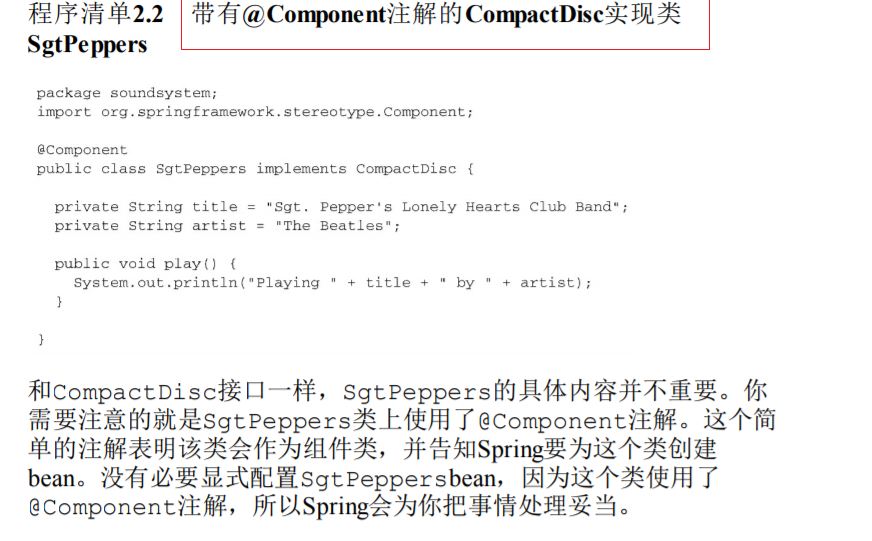 程序清单2.2 带有@Component注解的CompactDisc实现类
SgtPeppers
package soundsystem;
import org.springframework.stereotype.Component;
@Component
public class SgtPeppers implements CompactDisc {
private String title = "Sgt. Pepper's Lonely Hearts Club Band";
private String artist = "The Beatles";
public void play() {
System.out.println("Playing " + title + " by " + artist);
}
}
和CompactDisc接口一样，SgtPeppers的具体内容并不重要。你
需要注意的就是SgtPeppers类上使用了@Component注解。这个简
单的注解表明该类会作为组件类，并告知Spring要为这个类创建
bean。没有必要显式配置SgtPeppersbean，因为这个类使用了
@Component注解，所以Spring会为你把事情处理妥当。